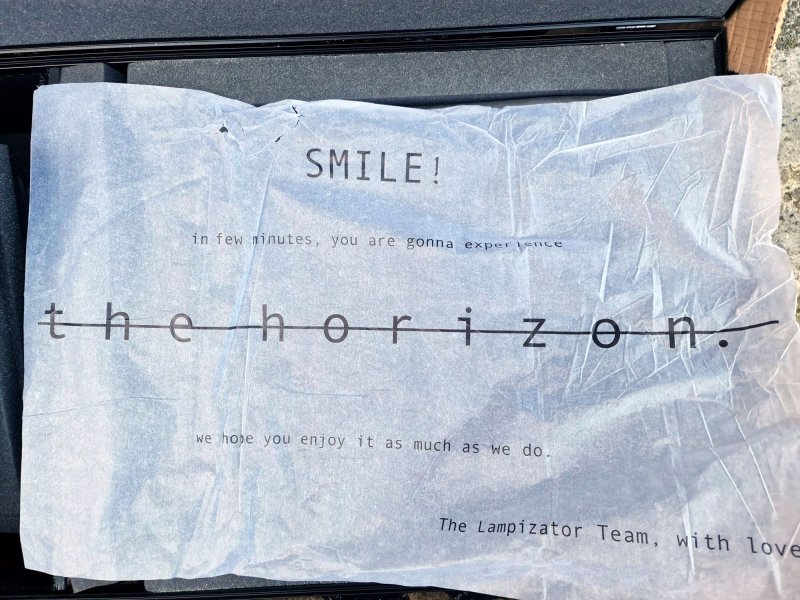 SMILE!
in few minutes, you are gonna experience
the horizon.
we hope you enjoy it as much as we do.
The Lampizator Team, with love